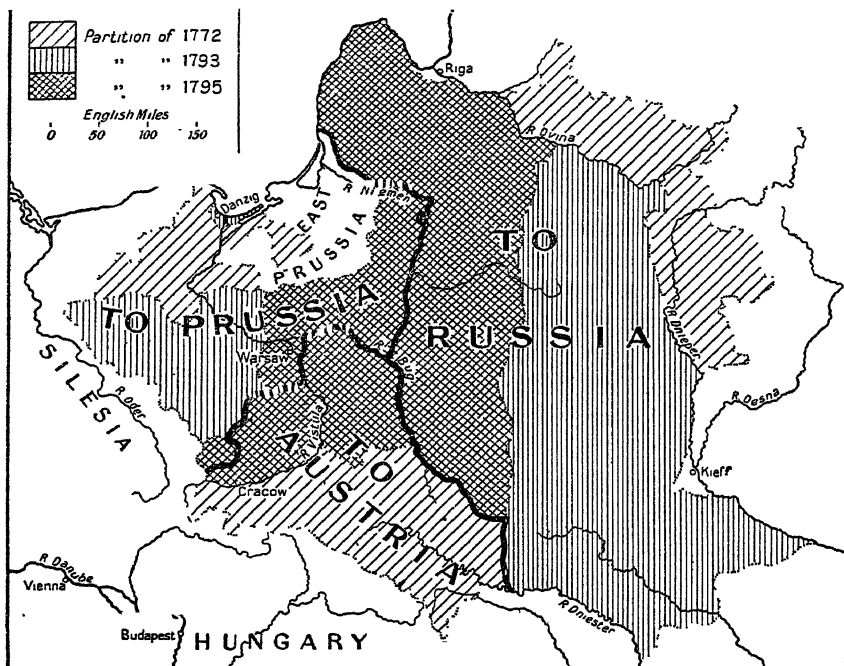 Partition of 1772
" " 1793
" " 1795
English Miles
0 50 100 150
Riga
R Dvina
R Niemen
Danzig
EAST
PRUSSIA
TO
TO PRUSSIA
RUSSIA
R Dnieper
Warsaw
R. Bug
SILESIA
R Oder
R Desna
R Vistula
TO
AUSTRIA
Kieff
Cracow
R Danube
Vienna
R Dniester
Budapest
HUNGARY